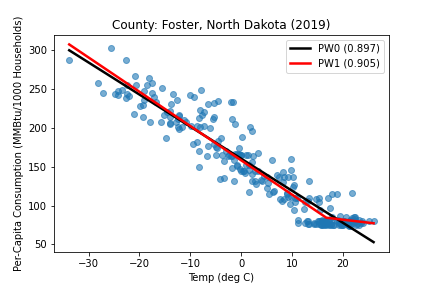 County: Foster, North Dakota (2019)
PW0 (0.897)
PW1 (0.905)
Per-Capita Consumption (MMBtu/1000 Households)
300
250
200
150
100
50
−30 −20 −10 0 10 20
Temp (deg C)